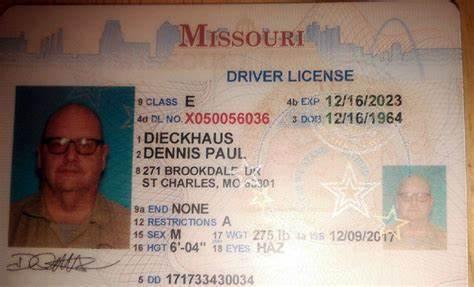 MISSOURI
DRIVER LICENSE
9 CLASS E
4b EXP 12/16/2023
4d DL NO. X050056036
3 DOB 12/16/1964
1 DIECKHAUS
2 DENNIS PAUL
8 271 BROOKDALE DR
ST CHARLES, MO 63301
9a END NONE
12 RESTRICTIONS A
15 SEX M
17 WGT 275 lb
4a ISS 12/09/2017
16 HGT 6'-04"
18 EYES HAZ
5 DD 171733430034